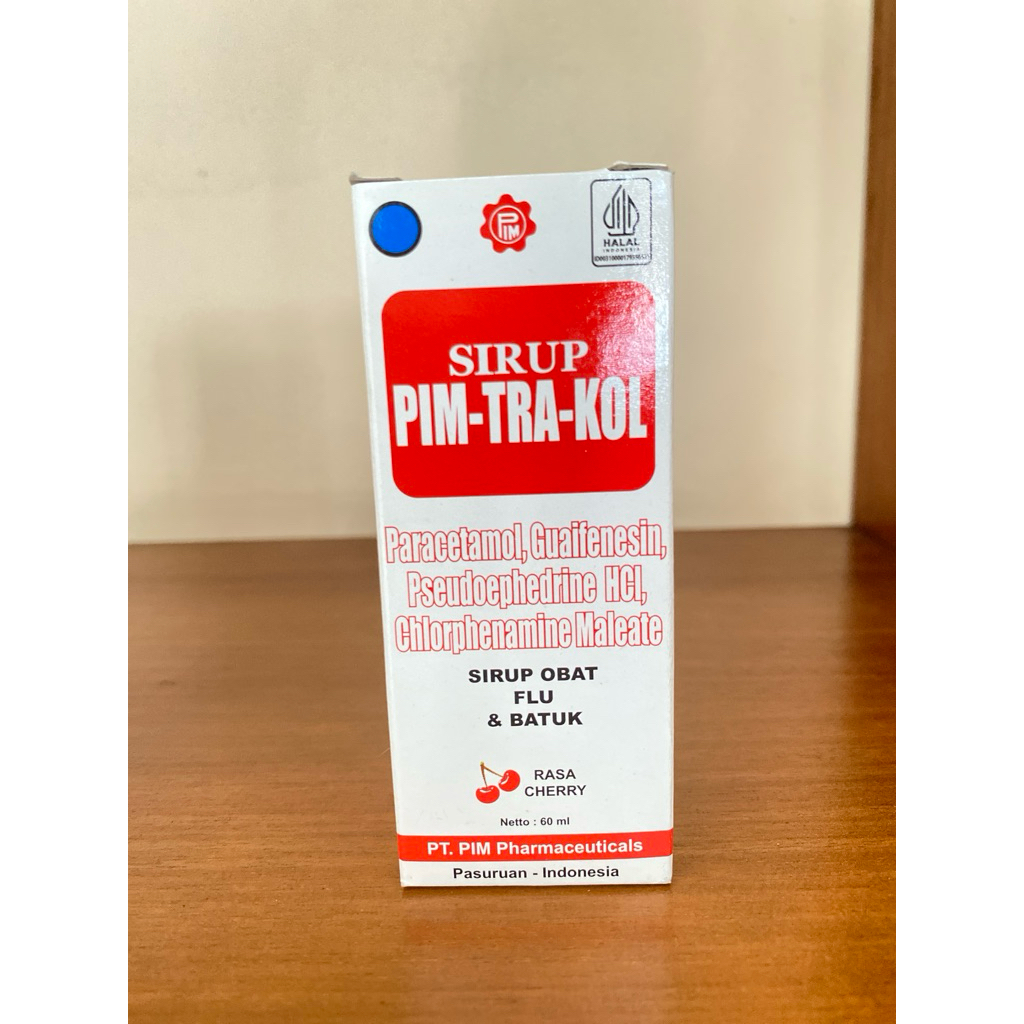 PIM
HALAL
INDONESIA
SIRUP
PIM-TRA-KOL
Paracetamol, Guaifenesin,
Pseudoephedrine HCl,
Chlorphenamine Maleate
SIRUP OBAT
FLU
& BATUK
RASA
CHERRY
Netto : 60 ml
PT. PIM Pharmaceuticals
Pasuruan - Indonesia